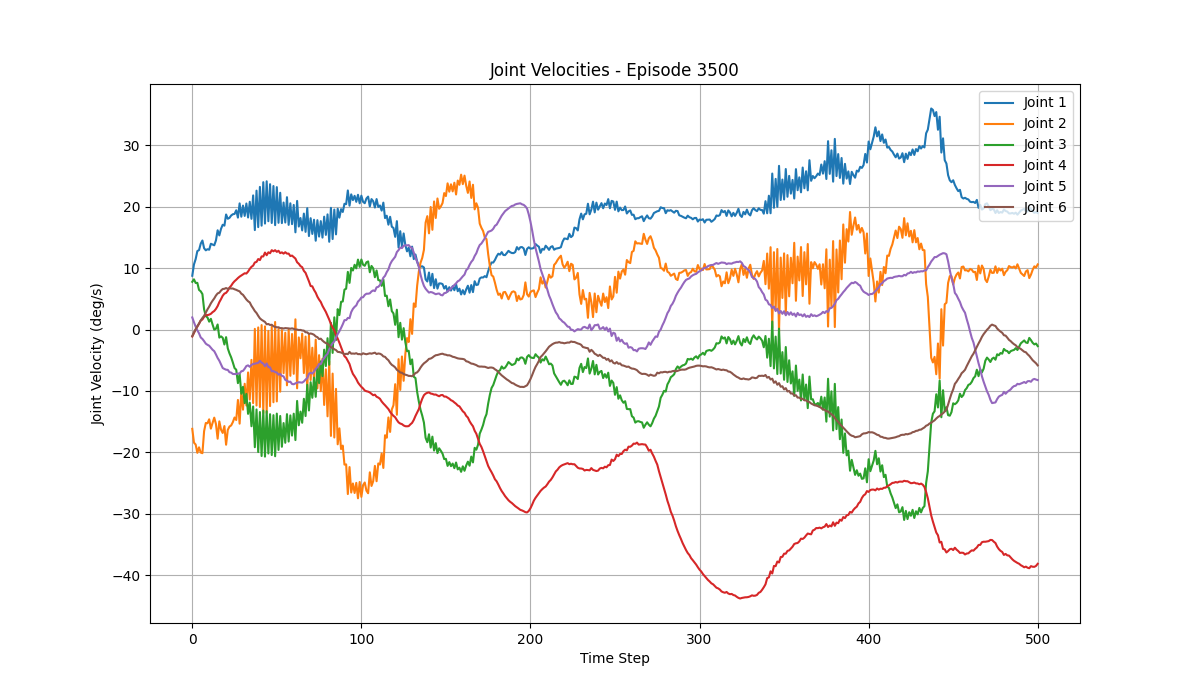 Joint Velocities - Episode 3500
Joint Velocity (deg/s)
30
20
10
0
−10
−20
−30
−40
Joint 1
Joint 2
Joint 3
Joint 4
Joint 5
Joint 6
0 100 200 300 400 500
Time Step